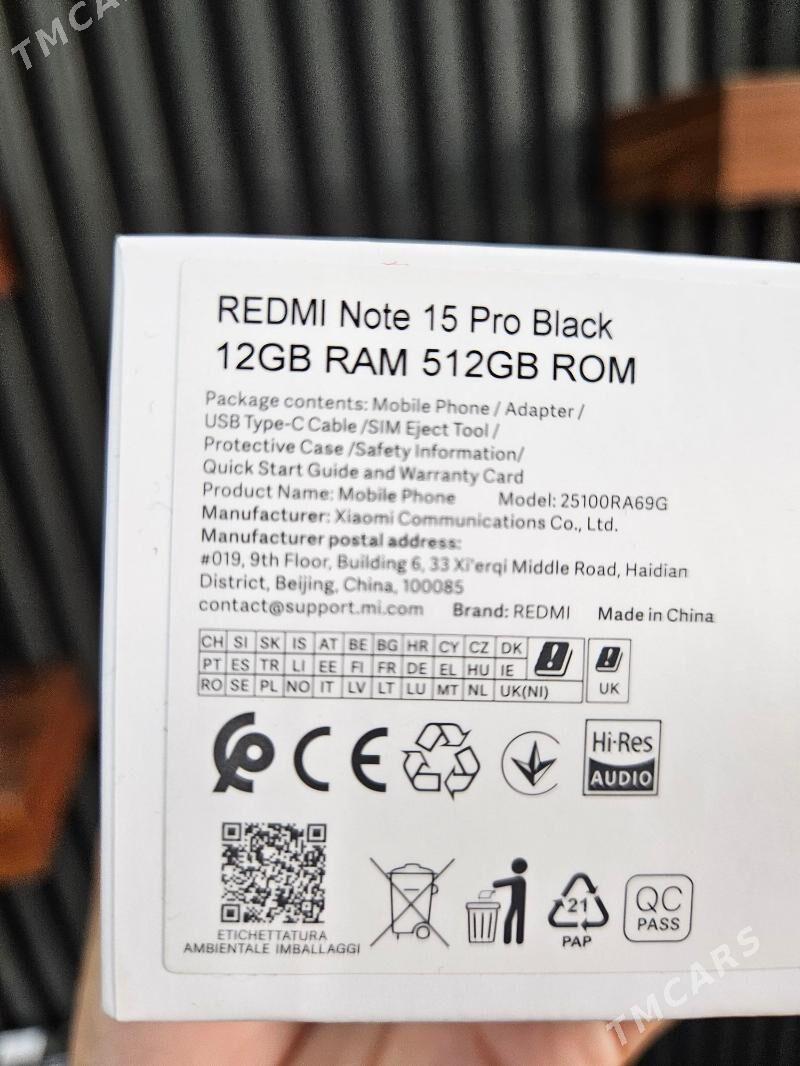 TMCARS
REDMI Note 15 Pro Black
12GB RAM 512GB ROM
Package contents: Mobile Phone / Adapter /
USB Type-C Cable /SIM Eject Tool /
Protective Case /Safety Information/
Quick Start Guide and Warranty Card
Product Name: Mobile Phone Model: 25100RA69G
Manufacturer: Xiaomi Communications Co., Ltd.
Manufacturer postal address:
#019, 9th Floor, Building 6, 33 Xi'erqi Middle Road, Haidian
District, Beijing, China, 100085
contact@support.mi.com Brand: REDMI Made in China
CH SI SK IS AT BE BG HR CY CZ DK
PT ES TR LI EE FI FR DE EL HU IE
RO SE PL NO IT LV LT LU MT NL UK(NI) UK
CE
Hi-Res
AUDIO
21
PAP
QC
PASS
ETICHETTATURA
AMBIENTALE IMBALLAGGI
TMCARS